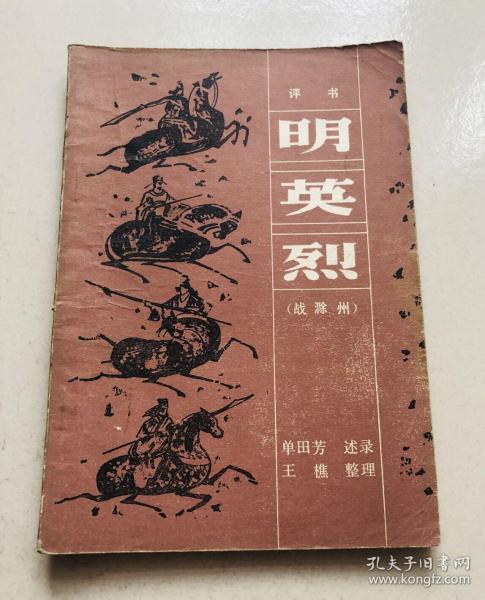 评书
明
英
烈
（战滁州）
单田芳 述录
王樵 整理
孔夫子旧书网
www.kongfz.com